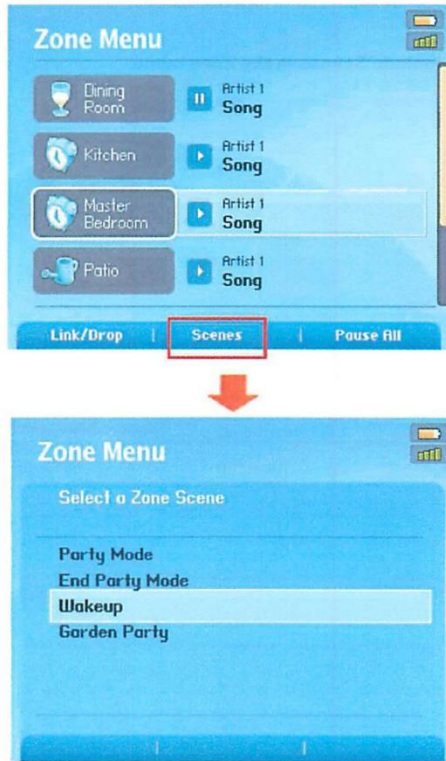 Zone Menu
Dining
Room
Artist 1
Song
Kitchen
Artist 1
Song
Master
Bedroom
Artist 1
Song
Patio
Artist 1
Song
Link/Drop | Scenes | Pause All
Zone Menu
Select a Zone Scene
Party Mode
End Party Mode
Wakeup
Garden Party